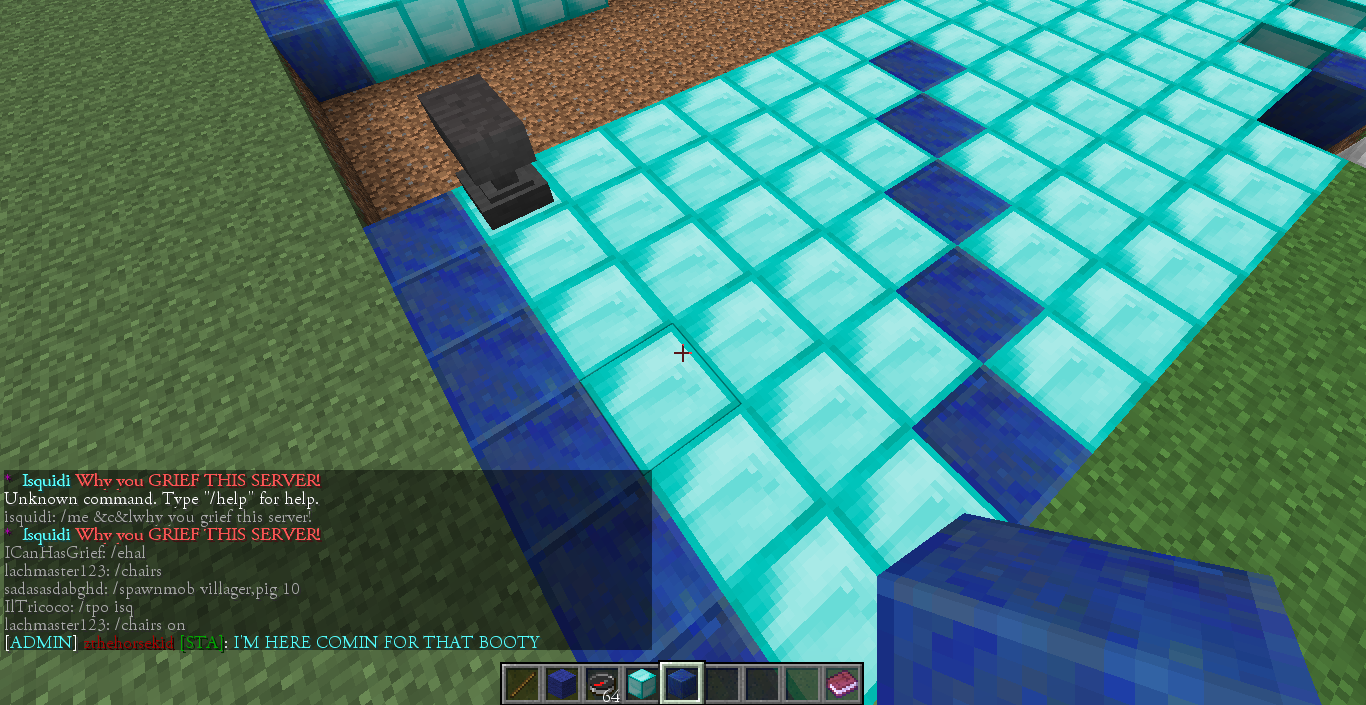 * Isquidi Why you GRIEF THIS SERVER!
Unknown command. Type "/help" for help.
isquidi: /me &c&lwhy you grief this server!
* Isquidi Why you GRIEF THIS SERVER!
ICanHasGrief: /ehal
lachmaster123: /chairs
sadasasdabghd: /spawnmob villager,pig 10
IlTricoco: /tpo isq
lachmaster123: /chairs on
[ADMIN] [STA]: I'M HERE COMIN FOR THAT BOOTY
64